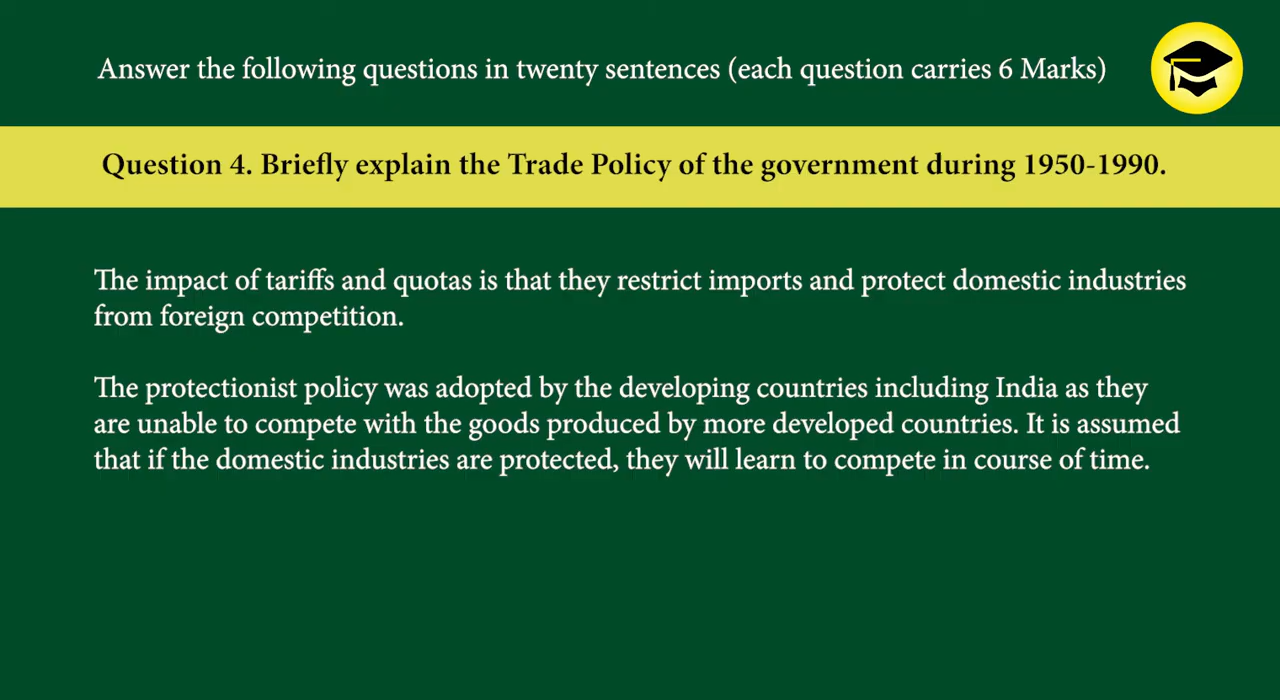 Answer the following questions in twenty sentences (each question carries 6 Marks)
Question 4. Briefly explain the Trade Policy of the government during 1950-1990.
The impact of tariffs and quotas is that they restrict imports and protect domestic industries
from foreign competition.
The protectionist policy was adopted by the developing countries including India as they
are unable to compete with the goods produced by more developed countries. It is assumed
that if the domestic industries are protected, they will learn to compete in course of time.